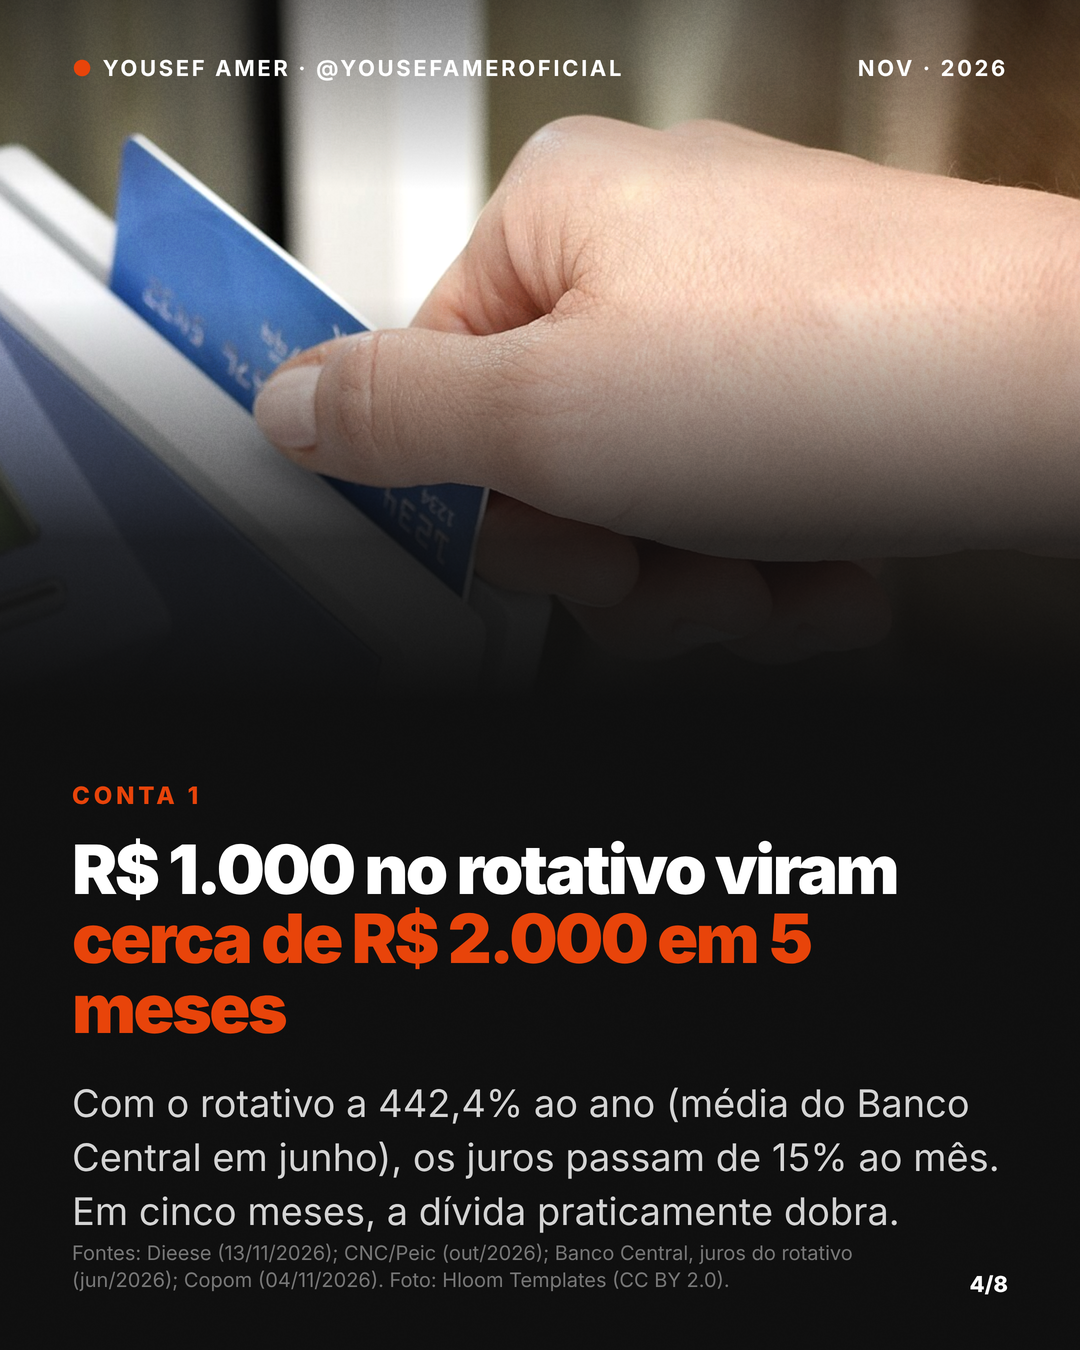 YOUSEF AMER · @YOUSEFAMEROFICIAL
NOV · 2026
CONTA 1
R$ 1.000 no rotativo viram
cerca de R$ 2.000 em 5
meses
Com o rotativo a 442,4% ao ano (média do Banco
Central em junho), os juros passam de 15% ao mês.
Em cinco meses, a dívida praticamente dobra.
Fontes: Dieese (13/11/2026); CNC/Peic (out/2026); Banco Central, juros do rotativo
(jun/2026); Copom (04/11/2026). Foto: Hloom Templates (CC BY 2.0).
4/8